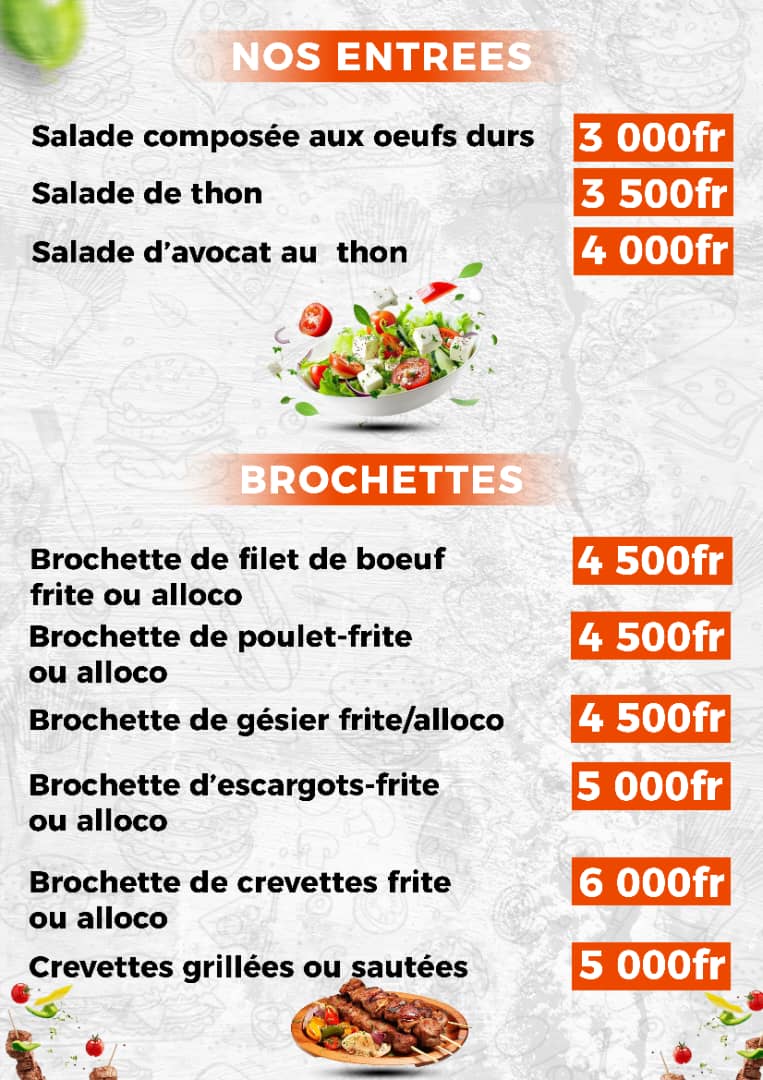 NOS ENTREES
Salade composée aux oeufs durs 3 000fr
Salade de thon 3 500fr
Salade d’avocat au thon 4 000fr
BROCHETTES
Brochette de filet de boeuf 4 500fr
frite ou alloco
Brochette de poulet-frite 4 500fr
ou alloco
Brochette de gésier frite/alloco 4 500fr
Brochette d’escargots-frite 5 000fr
ou alloco
Brochette de crevettes frite 6 000fr
ou alloco
Crevettes grillées ou sautées 5 000fr